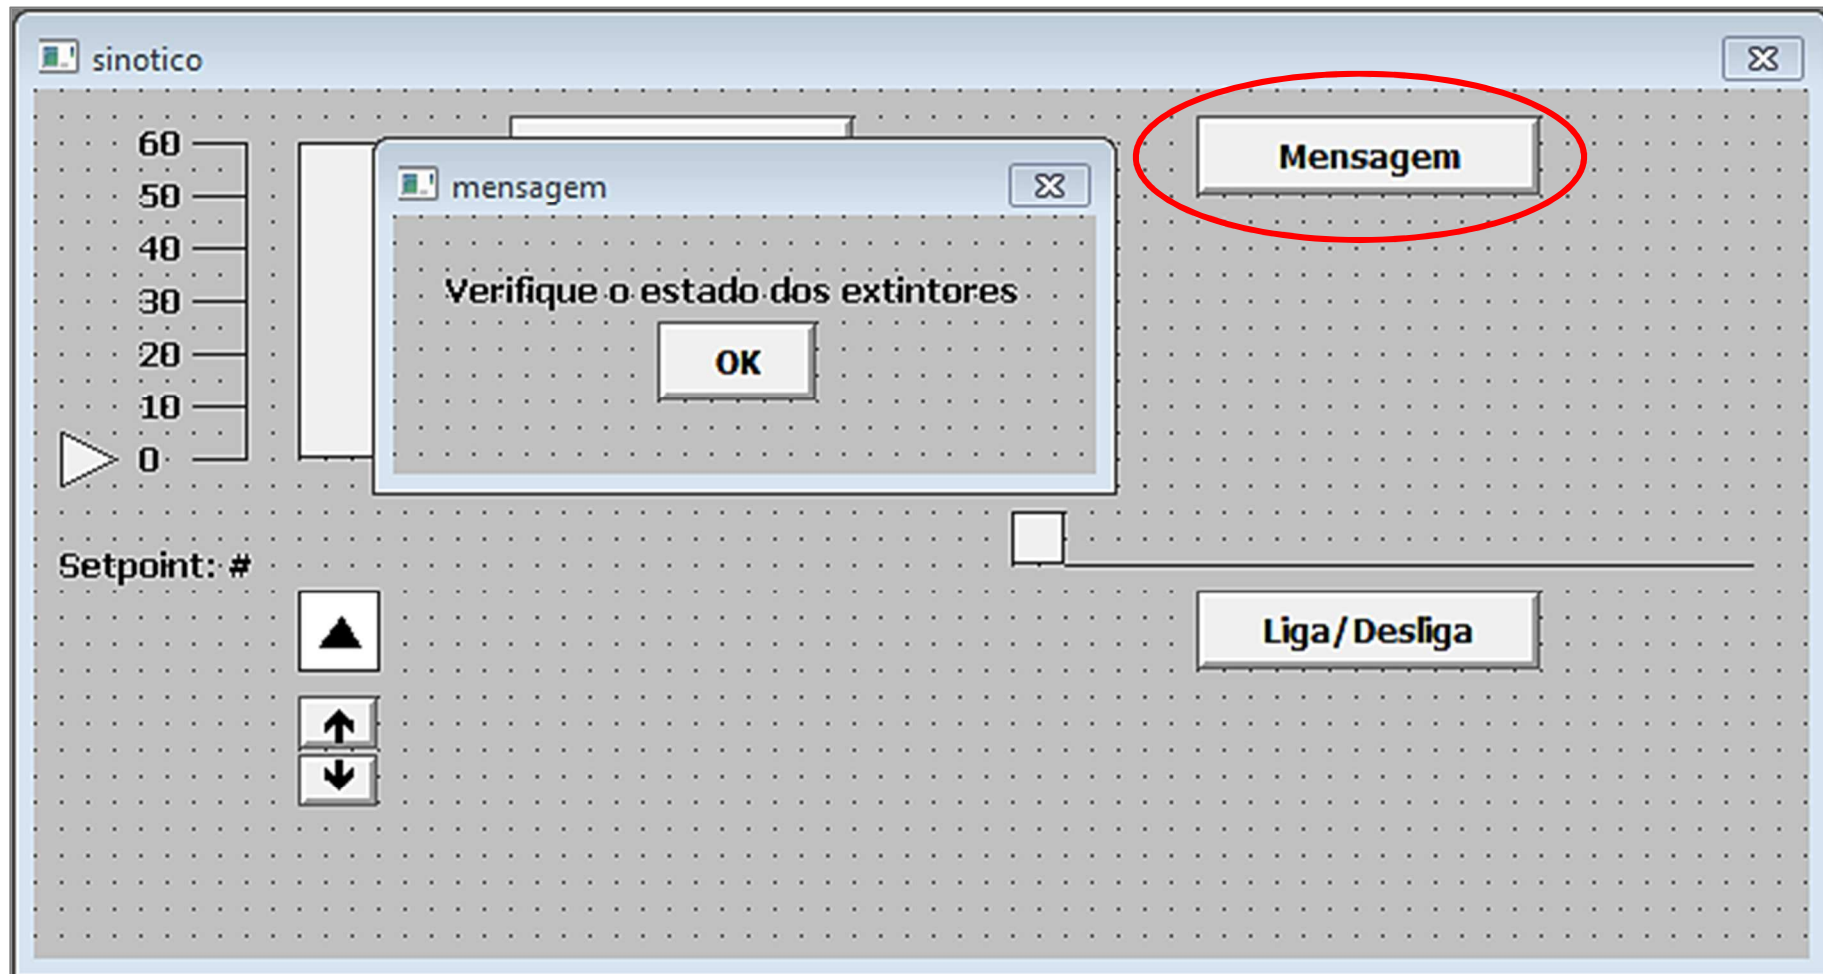 sinotico
Mensagem
60
50
40
30
20
10
0
mensagem
Verifique o estado dos extintores
OK
Setpoint: #
Liga/Desliga